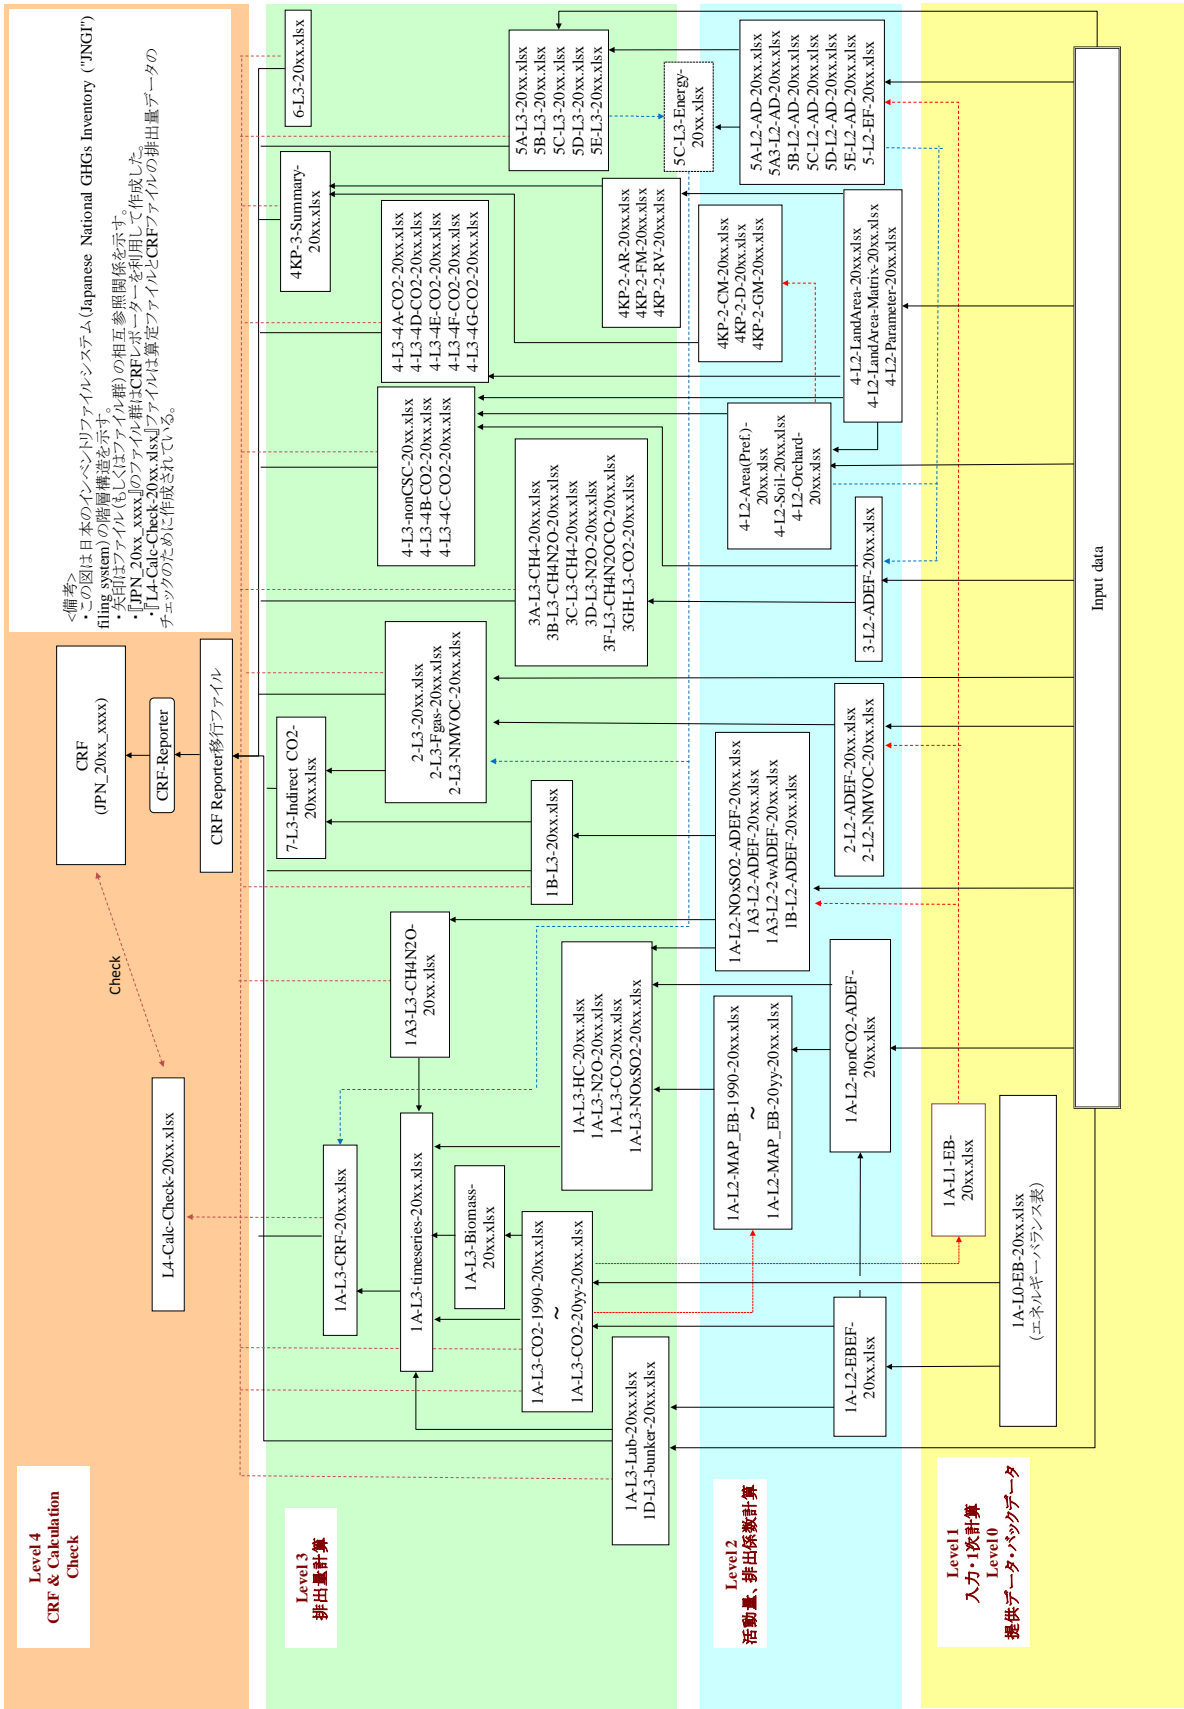 Level 4
CRF & Calculation
Check
CRF
(JPN_20xx_xxxx)
CRF-Reporter
CRF Reporter移行ファイル
Check
L4-Calc-Check-20xx.xlsx
<備考>
・この図は日本のインベントリファイルシステム(Japanese National GHGs Inventory ("JNGI")
filing system)の階層構造を示す。
・矢印はファイル(もしくはファイル群)の相互参照関係を示す。
・『JPN_20xx_xxxx』のファイル群はCRFレポーターを利用して作成した。
・『L4-Calc-Check-20xx.xlsx』ファイルは算定ファイルとCRFファイルの排出量データの
チェックのために作成されている。
Level 3
排出量計算
1A-L3-CRF-20xx.xlsx
1A-L3-timeseries-20xx.xlsx
1A-L3-Biomass-
20xx.xlsx
1A-L3-CO2-1990-20xx.xlsx
~
1A-L3-CO2-20yy-20xx.xlsx
1A-L3-Lub-20xx.xlsx
1D-L3-bunker-20xx.xlsx
1A3-L3-CH4N2O-
20xx.xlsx
1A-L3-HC-20xx.xlsx
1A-L3-N2O-20xx.xlsx
1A-L3-CO-20xx.xlsx
1A-L3-NOxSO2-20xx.xlsx
7-L3-Indirect CO2-
20xx.xlsx
1B-L3-20xx.xlsx
2-L3-20xx.xlsx
2-L3-Fgas-20xx.xlsx
2-L3-NMVOC-20xx.xlsx
3A-L3-CH4-20xx.xlsx
3B-L3-CH4N2O-20xx.xlsx
3C-L3-CH4-20xx.xlsx
3D-L3-N2O-20xx.xlsx
3F-L3-CH4N2OCO-20xx.xlsx
3GH-L3-CO2-20xx.xlsx
4-L3-nonCSC-20xx.xlsx
4-L3-4B-CO2-20xx.xlsx
4-L3-4C-CO2-20xx.xlsx
4-L3-4A-CO2-20xx.xlsx
4-L3-4D-CO2-20xx.xlsx
4-L3-4E-CO2-20xx.xlsx
4-L3-4F-CO2-20xx.xlsx
4-L3-4G-CO2-20xx.xlsx
4KP-3-Summary-
20xx.xlsx
4KP-2-AR-20xx.xlsx
4KP-2-FM-20xx.xlsx
4KP-2-RV-20xx.xlsx
6-L3-20xx.xlsx
5A-L3-20xx.xlsx
5B-L3-20xx.xlsx
5C-L3-20xx.xlsx
5D-L3-20xx.xlsx
5E-L3-20xx.xlsx
5C-L3-Energy-
20xx.xlsx
Level 2
活動量、排出係数計算
1A-L2-EBEF-
20xx.xlsx
1A-L2-MAP_EB-1990-20xx.xlsx
~
1A-L2-MAP_EB-20yy-20xx.xlsx
1A-L2-nonCO2-ADEF-
20xx.xlsx
1A-L2-NOxSO2-ADEF-20xx.xlsx
1A3-L2-ADEF-20xx.xlsx
1A3-L2-2wADEF-20xx.xlsx
1B-L2-ADEF-20xx.xlsx
2-L2-ADEF-20xx.xlsx
2-L2-NMVOC-20xx.xlsx
3-L2-ADEF-20xx.xlsx
4-L2-Area(Pref.)-
20xx.xlsx
4-L2-Soil-20xx.xlsx
4-L2-Orchard-
20xx.xlsx
4KP-2-CM-20xx.xlsx
4KP-2-D-20xx.xlsx
4KP-2-GM-20xx.xlsx
4-L2-LandArea-20xx.xlsx
4-L2-LandArea-Matrix-20xx.xlsx
4-L2-Parameter-20xx.xlsx
5A-L2-AD-20xx.xlsx
5A3-L2-AD-20xx.xlsx
5B-L2-AD-20xx.xlsx
5C-L2-AD-20xx.xlsx
5D-L2-AD-20xx.xlsx
5E-L2-AD-20xx.xlsx
5-L2-EF-20xx.xlsx
Level 1
入力・1次計算
Level 0
提供データ・バックデータ
1A-L1-EB-
20xx.xlsx
1A-L0-EB-20xx.xlsx
(エネルギーバランス表)
Input data